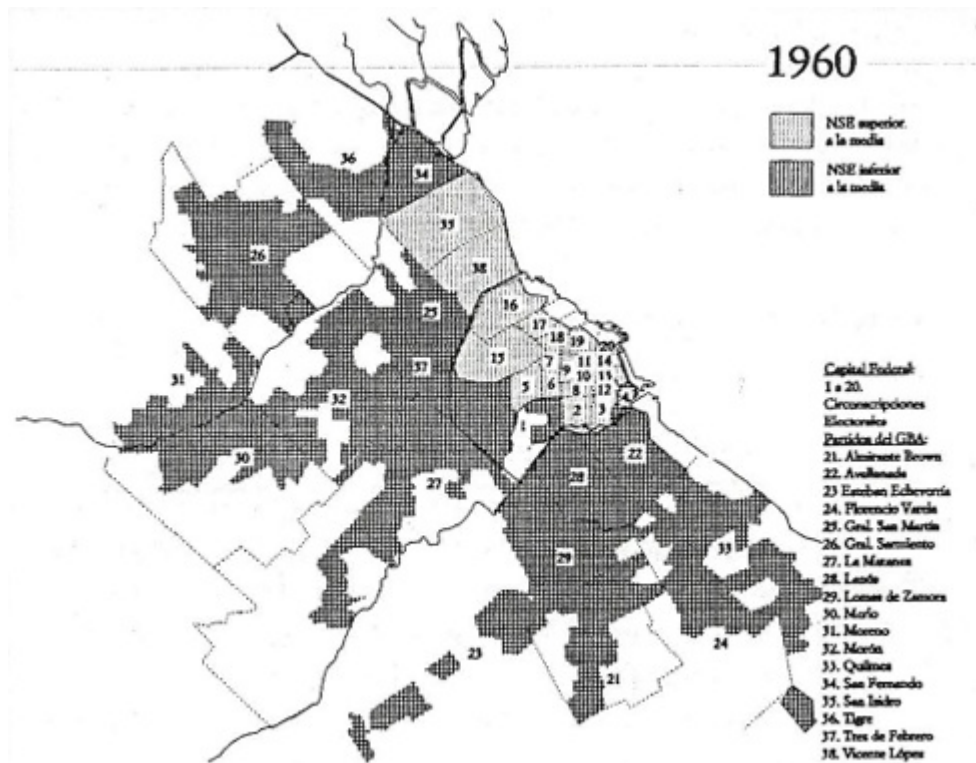 1960
NSE superior
a la media
NSE inferior
a la media
36
34
35
26
38
25
16
17
18
19
20
15
7
11
14
37
9
10
13
31
5
6
8
12
4
32
2
3
1
22
30
28
27
33
29
24
23
21
Capital Federal:
1 a 20.
Circunscripciones
Electorales
Partidos del GBA:
21. Almirante Brown
22. Avellaneda
23 Esteban Echeverría
24. Florencio Varela
25. Gral. San Martín
26. Gral. Sarmiento
27. La Matanza
28. Lanús
29. Lomas de Zamora
30. Merlo
31. Moreno
32. Morón
33. Quilmes
34. San Fernando
35. San Isidro
36. Tigre
37. Tres de Febrero
38. Vicente López